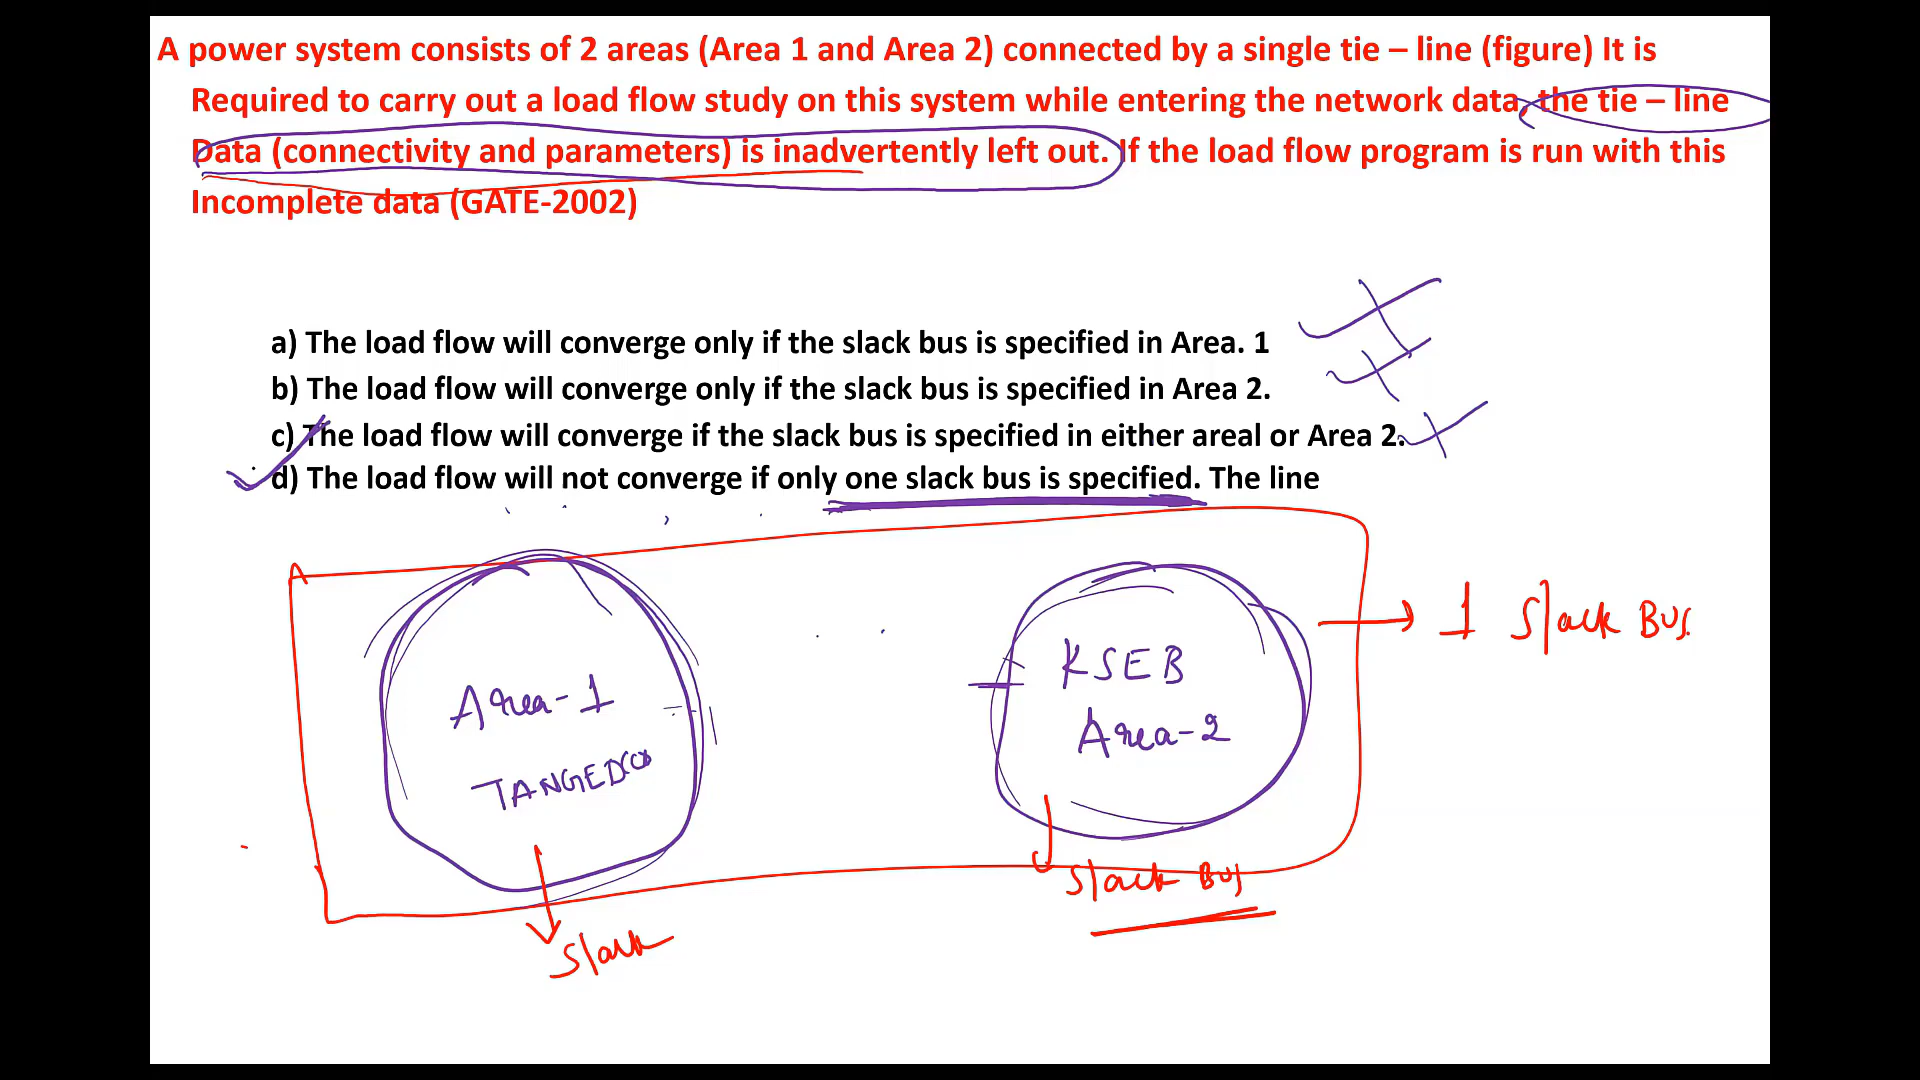 A power system consists of 2 areas (Area 1 and Area 2) connected by a single tie – line (figure) It is
Required to carry out a load flow study on this system while entering the network data, the tie – line
Data (connectivity and parameters) is inadvertently left out. If the load flow program is run with this
Incomplete data (GATE-2002)
a) The load flow will converge only if the slack bus is specified in Area. 1
b) The load flow will converge only if the slack bus is specified in Area 2.
c) The load flow will converge if the slack bus is specified in either areal or Area 2.
d) The load flow will not converge if only one slack bus is specified. The line
1 Slack Bus.
KSEB
Area-1
Area-2
TANGEDCO
Slack Bus
Slack